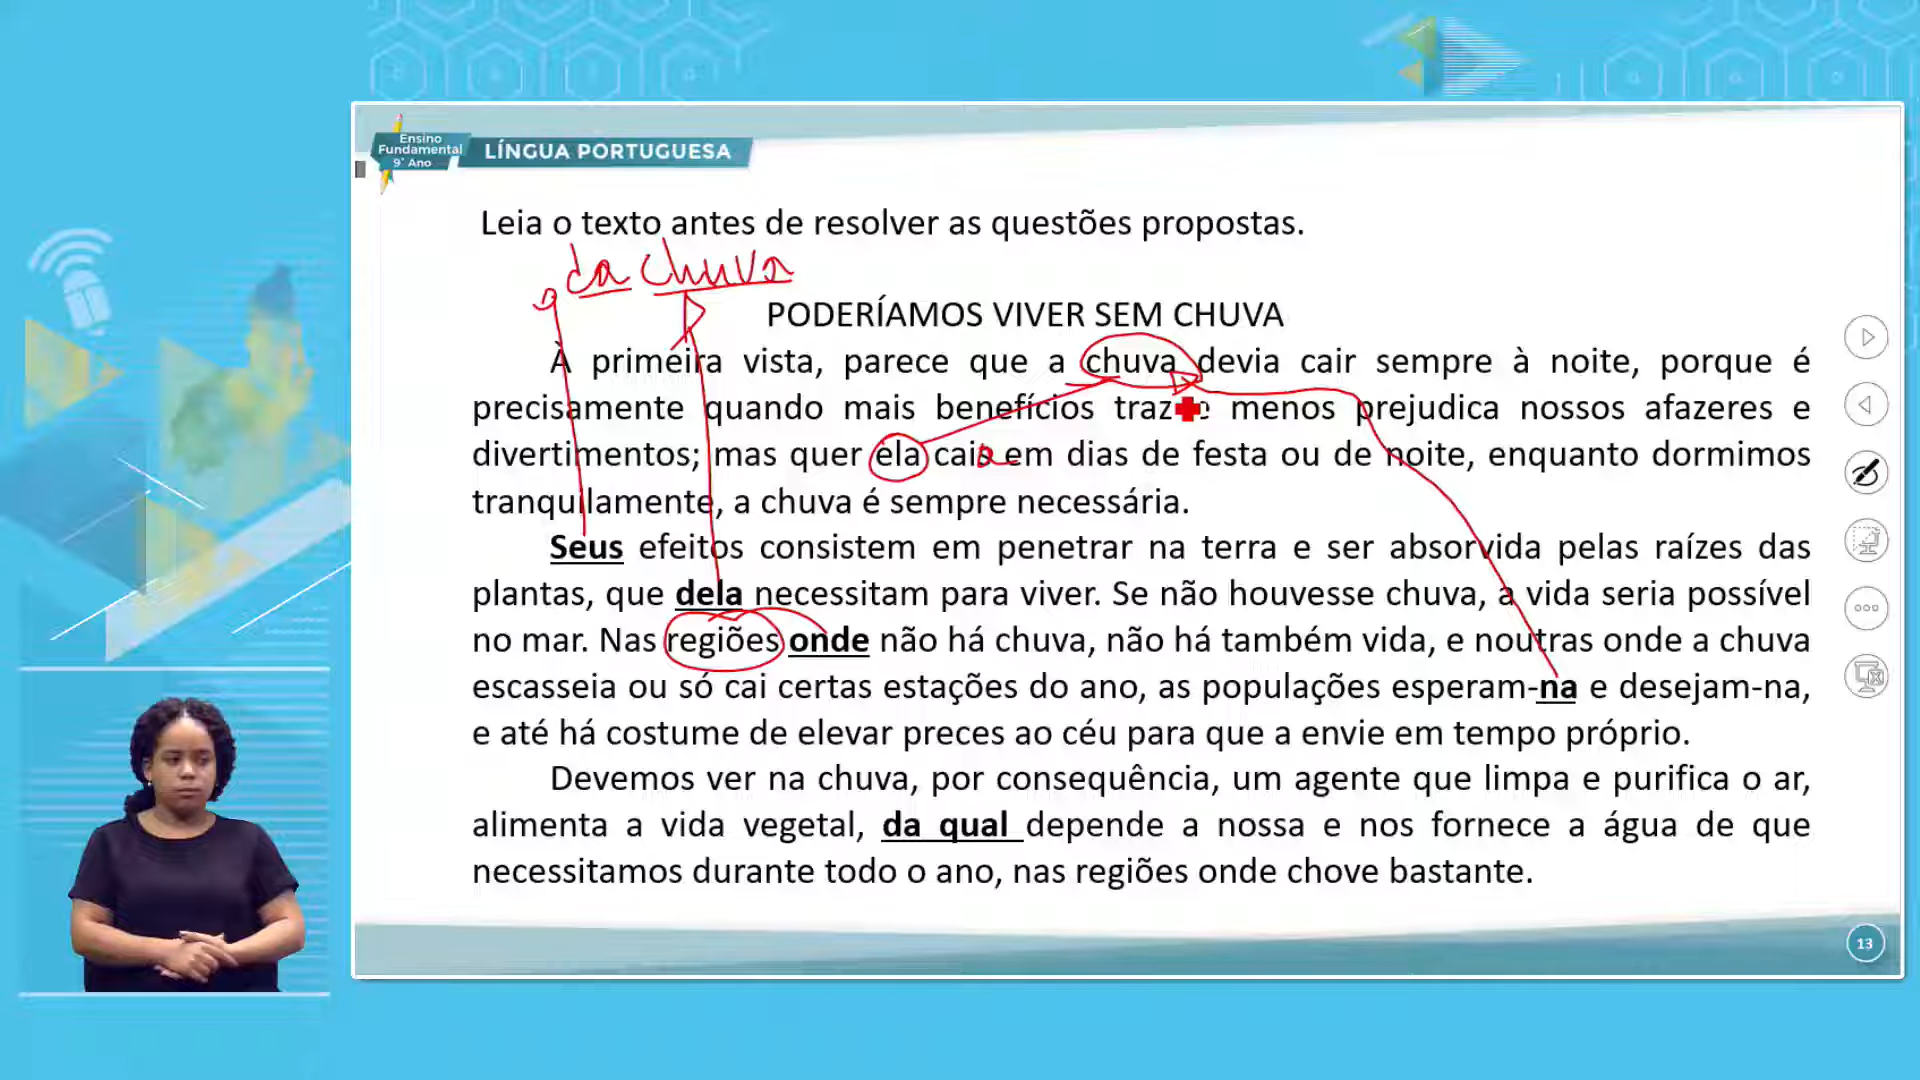 Ensino
Fundamental
9° Ano
LÍNGUA PORTUGUESA
Leia o texto antes de resolver as questões propostas.
da chuva
PODERÍAMOS VIVER SEM CHUVA
À primeira vista, parece que a chuva devia cair sempre à noite, porque é
precisamente quando mais benefícios traz e menos prejudica nossos afazeres e
divertimentos; mas quer ela caia em dias de festa ou de noite, enquanto dormimos
tranquilamente, a chuva é sempre necessária.
Seus efeitos consistem em penetrar na terra e ser absorvida pelas raízes das
plantas, que dela necessitam para viver. Se não houvesse chuva, a vida seria possível
no mar. Nas regiões onde não há chuva, não há também vida, e noutras onde a chuva
escasseia ou só cai certas estações do ano, as populações esperam-na e desejam-na,
e até há costume de elevar preces ao céu para que a envie em tempo próprio.
Devemos ver na chuva, por consequência, um agente que limpa e purifica o ar,
alimenta a vida vegetal, da qual depende a nossa e nos fornece a água de que
necessitamos durante todo o ano, nas regiões onde chove bastante.
13